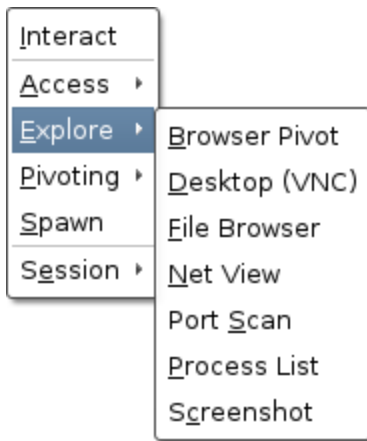 Interact
Access
Explore
Pivoting
Spawn
Session
Browser Pivot
Desktop (VNC)
File Browser
Net View
Port Scan
Process List
Screenshot